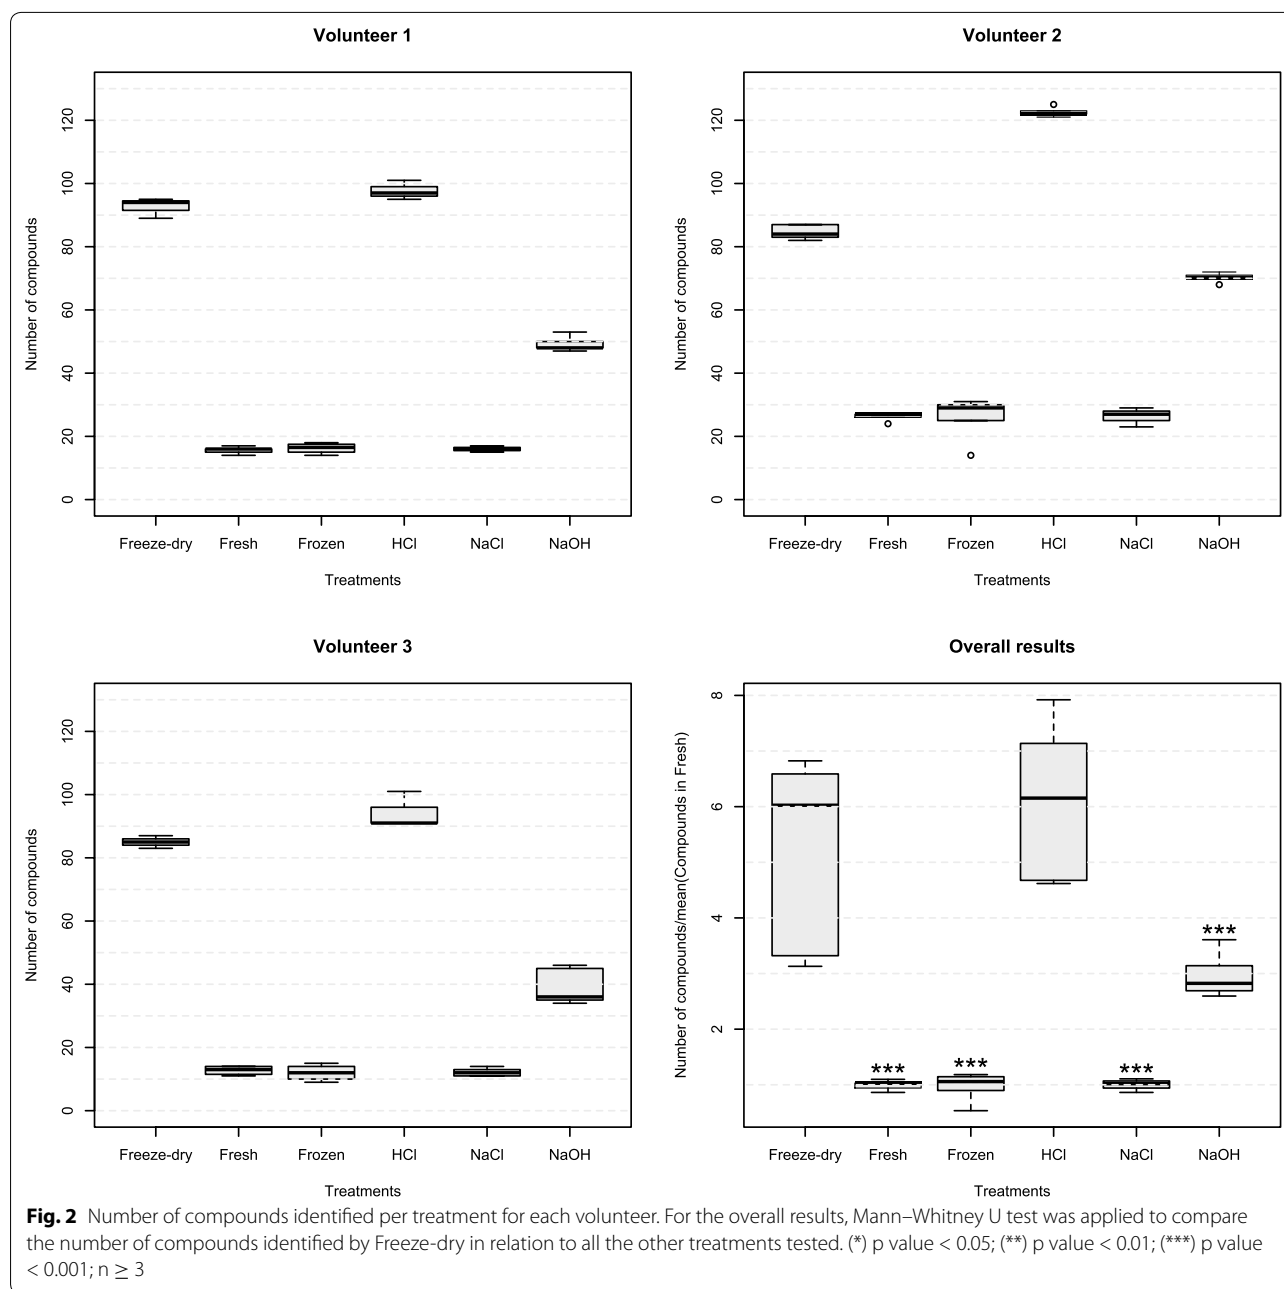 Volunteer 1
Number of compounds
0 20 40 60 80 100 120
Freeze-dry Fresh Frozen HCl NaCl NaOH
Treatments
Volunteer 2
Number of compounds
0 20 40 60 80 100 120
Freeze-dry Fresh Frozen HCl NaCl NaOH
Treatments
Volunteer 3
Number of compounds
0 20 40 60 80 100 120
Freeze-dry Fresh Frozen HCl NaCl NaOH
Treatments
Overall results
Number of compounds/mean(Compounds in Fresh)
2 4 6 8
*** *** *** ***
Freeze-dry Fresh Frozen HCl NaCl NaOH
Treatments
Fig. 2 Number of compounds identified per treatment for each volunteer. For the overall results, Mann–Whitney U test was applied to compare
the number of compounds identified by Freeze-dry in relation to all the other treatments tested. (*) p value < 0.05; (**) p value < 0.01; (***) p value
< 0.001; n ≥ 3